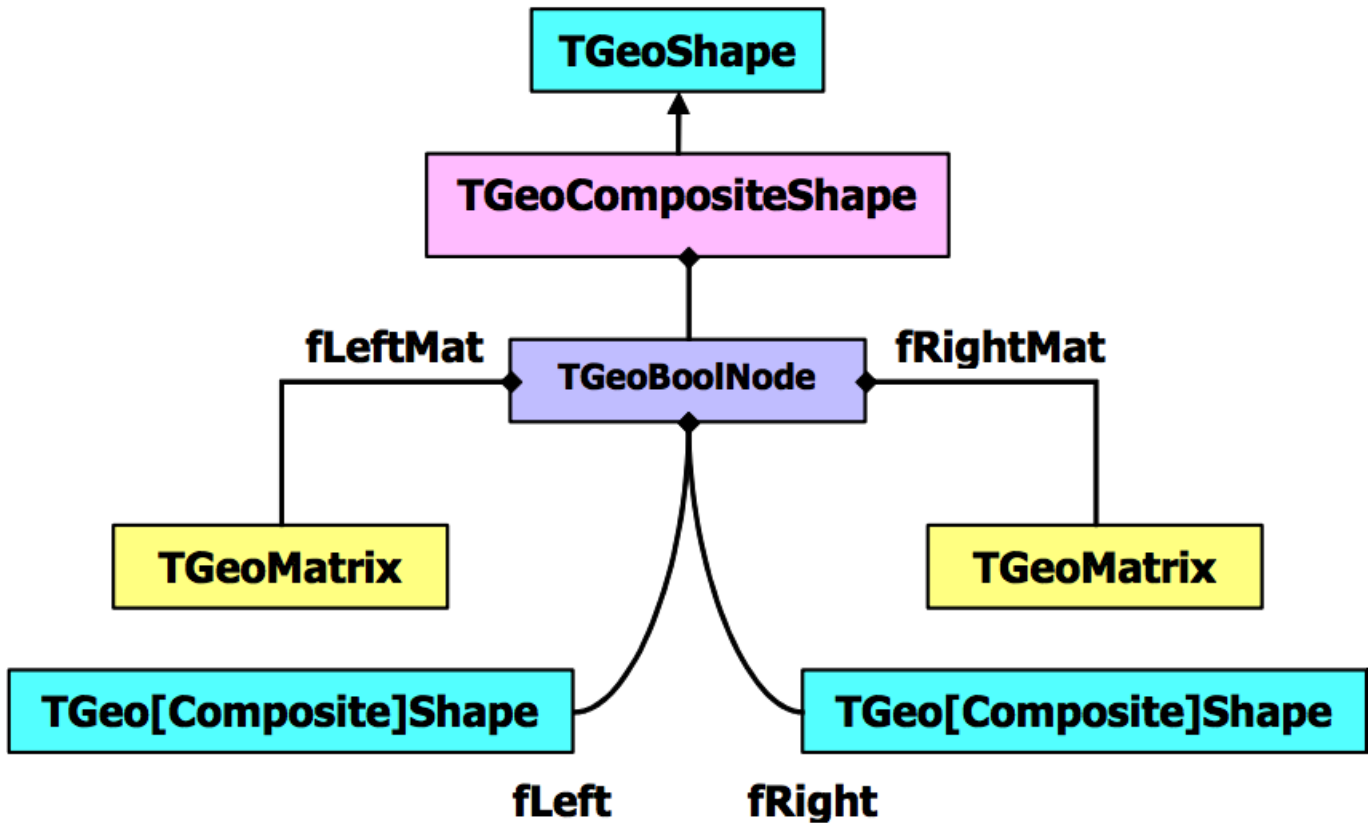 TGeoShape
TGeoCompositeShape
fLeftMat
fRightMat
TGeoBoolNode
TGeoMatrix
TGeoMatrix
TGeo[Composite]Shape
TGeo[Composite]Shape
fLeft
fRight